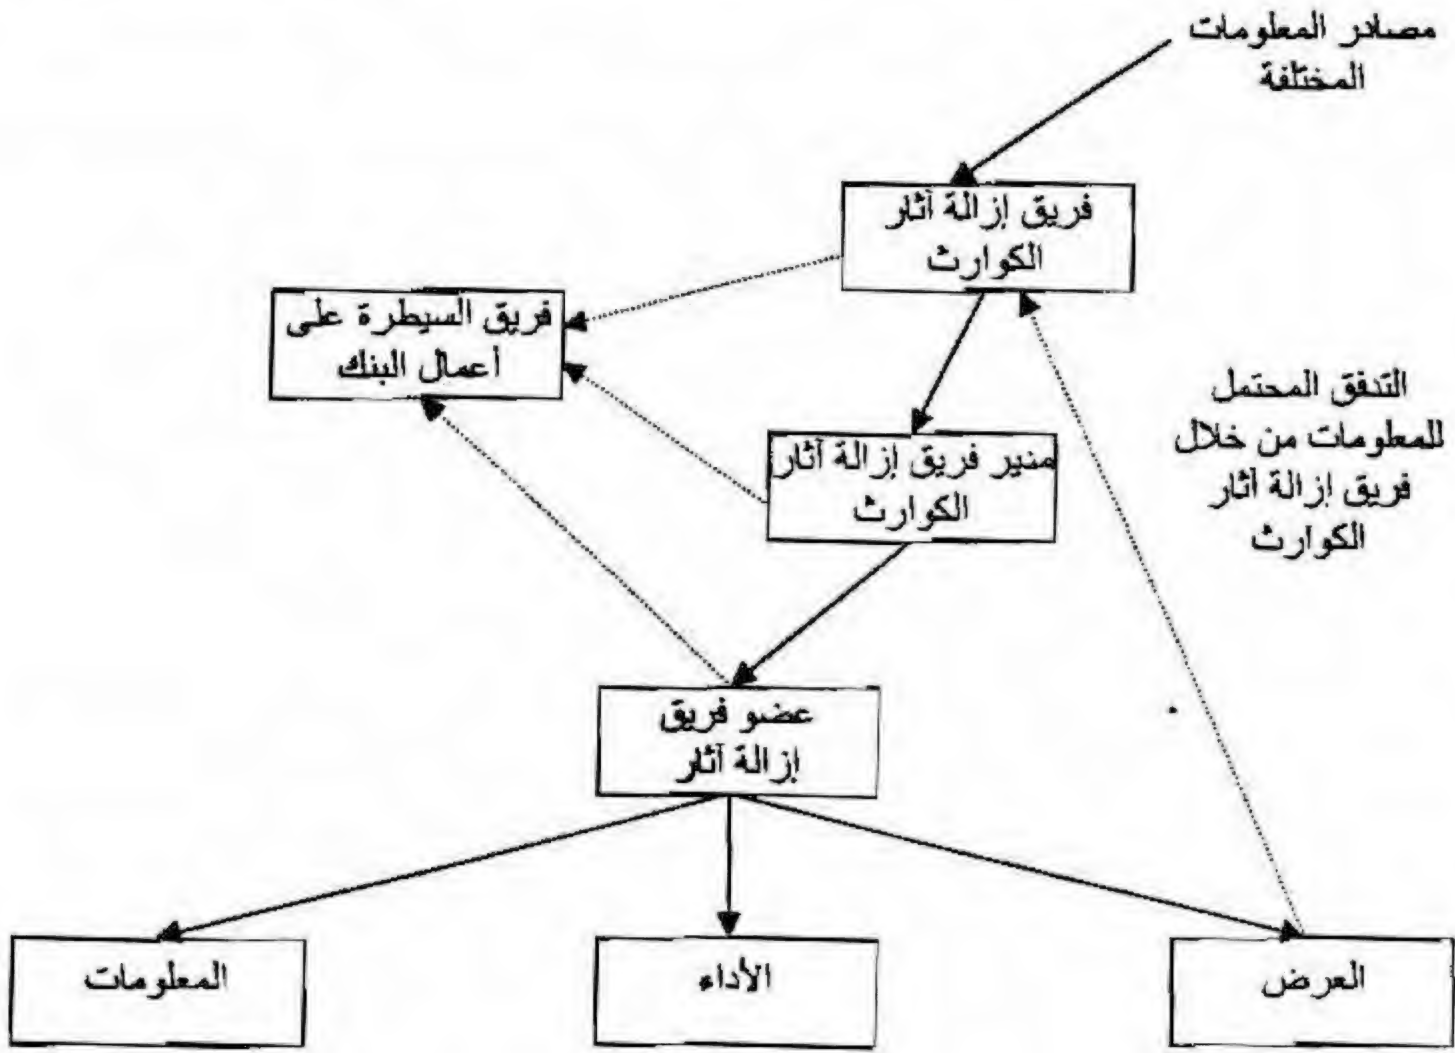 مصادر المعلومات
المختلفة
فريق إزالة آثار
الكوارث
فريق السيطرة على
أعمال البنك
التدفق المحتمل
للمعلومات من خلال
فريق إزالة آثار
الكوارث
مدير فريق إزالة آثار
الكوارث
عضو فريق
إزالة آثار
المعلومات
الأداء
العرض